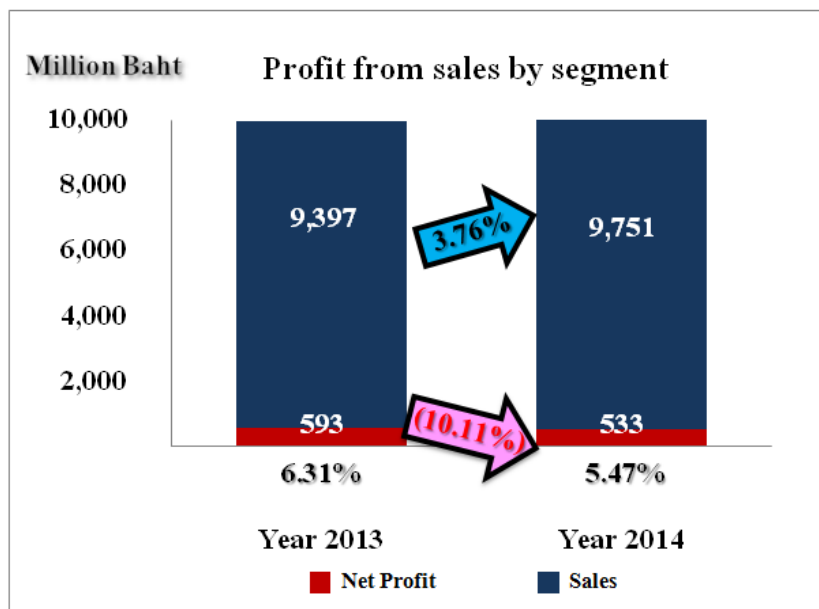 Million Baht
Profit from sales by segment
10,000
8,000
6,000
4,000
2,000
9,397
3.76%
9,751
593
(10.11%)
533
6.31%
5.47%
Year 2013
Year 2014
Net Profit
Sales